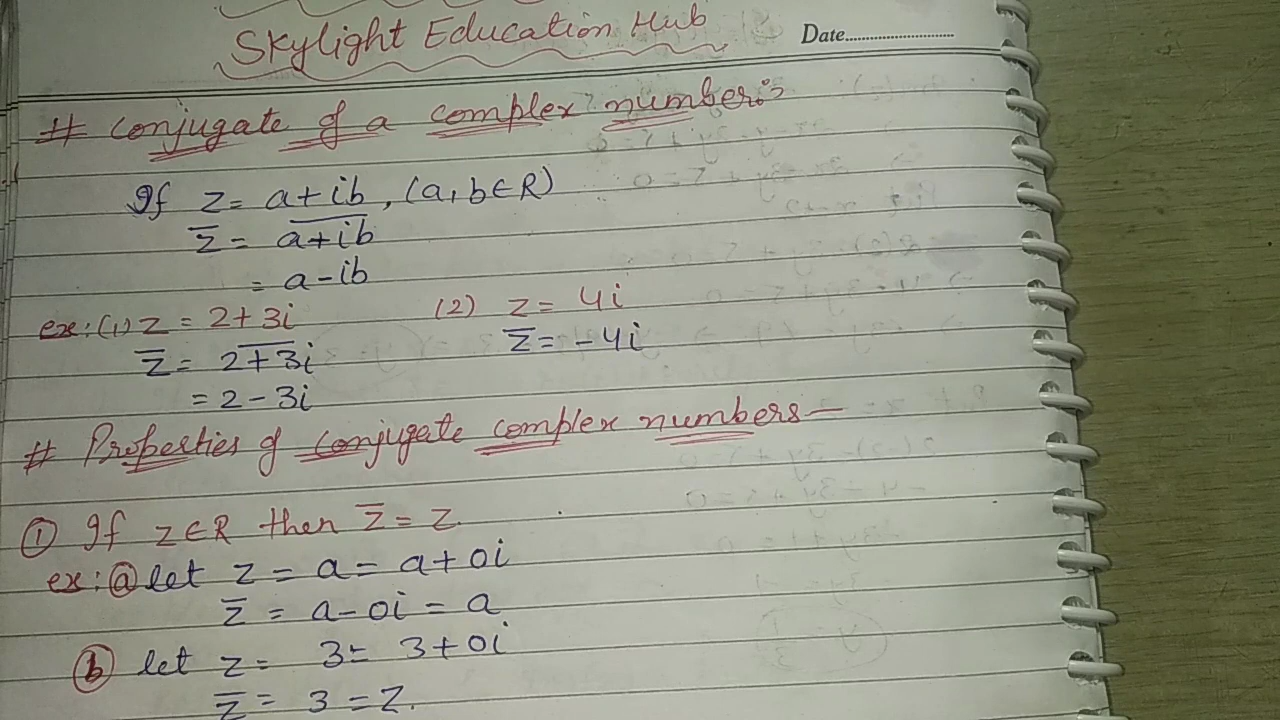 Skylight Education Hub
Date
# Conjugate of a complex number:-
If z = a+ib, (a, b∈R)
z̅ = \overline{a+ib}
= a-ib
ex: (1) z = 2+3i (2) z = 4i
z̅ = \overline{2+3i} z̅ = -4i
= 2-3i
# Properties of conjugate complex numbers—
① If z∈R then z̅ = z.
ex: ⓐ let z = a = a+0i
z̅ = a-0i = a
ⓑ let z = 3 = 3+0i
z̅ = 3 = z.